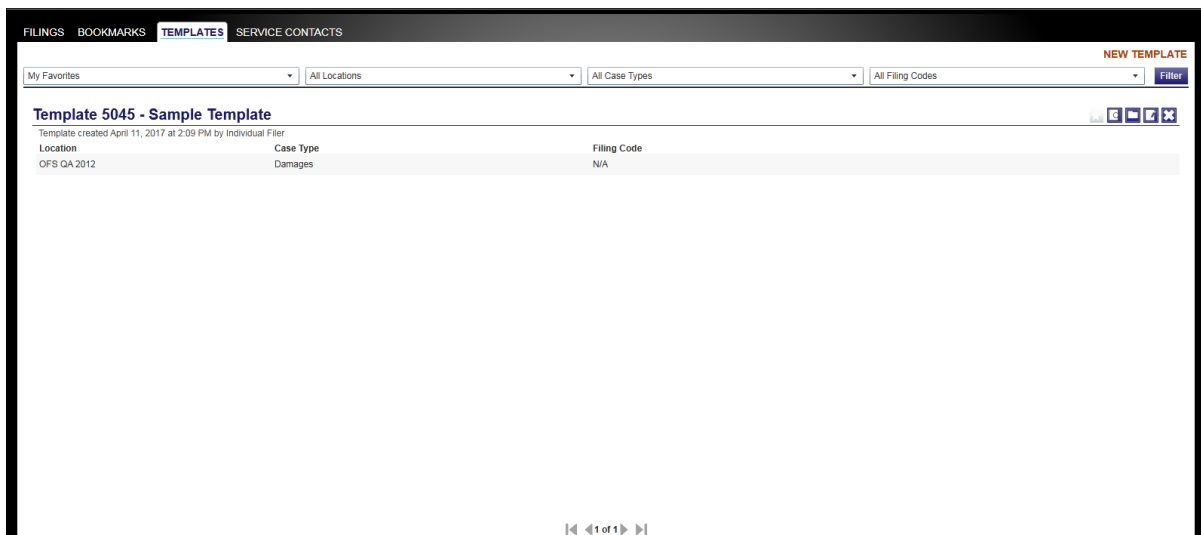 FILINGS BOOKMARKS TEMPLATES SERVICE CONTACTS
NEW TEMPLATE
My Favorites All Locations All Case Types All Filing Codes Filter
Template 5045 - Sample Template
Template created April 11, 2017 at 2:09 PM by Individual Filer
Location Case Type Filing Code
OFS QA 2012 Damages N/A
1 of 1